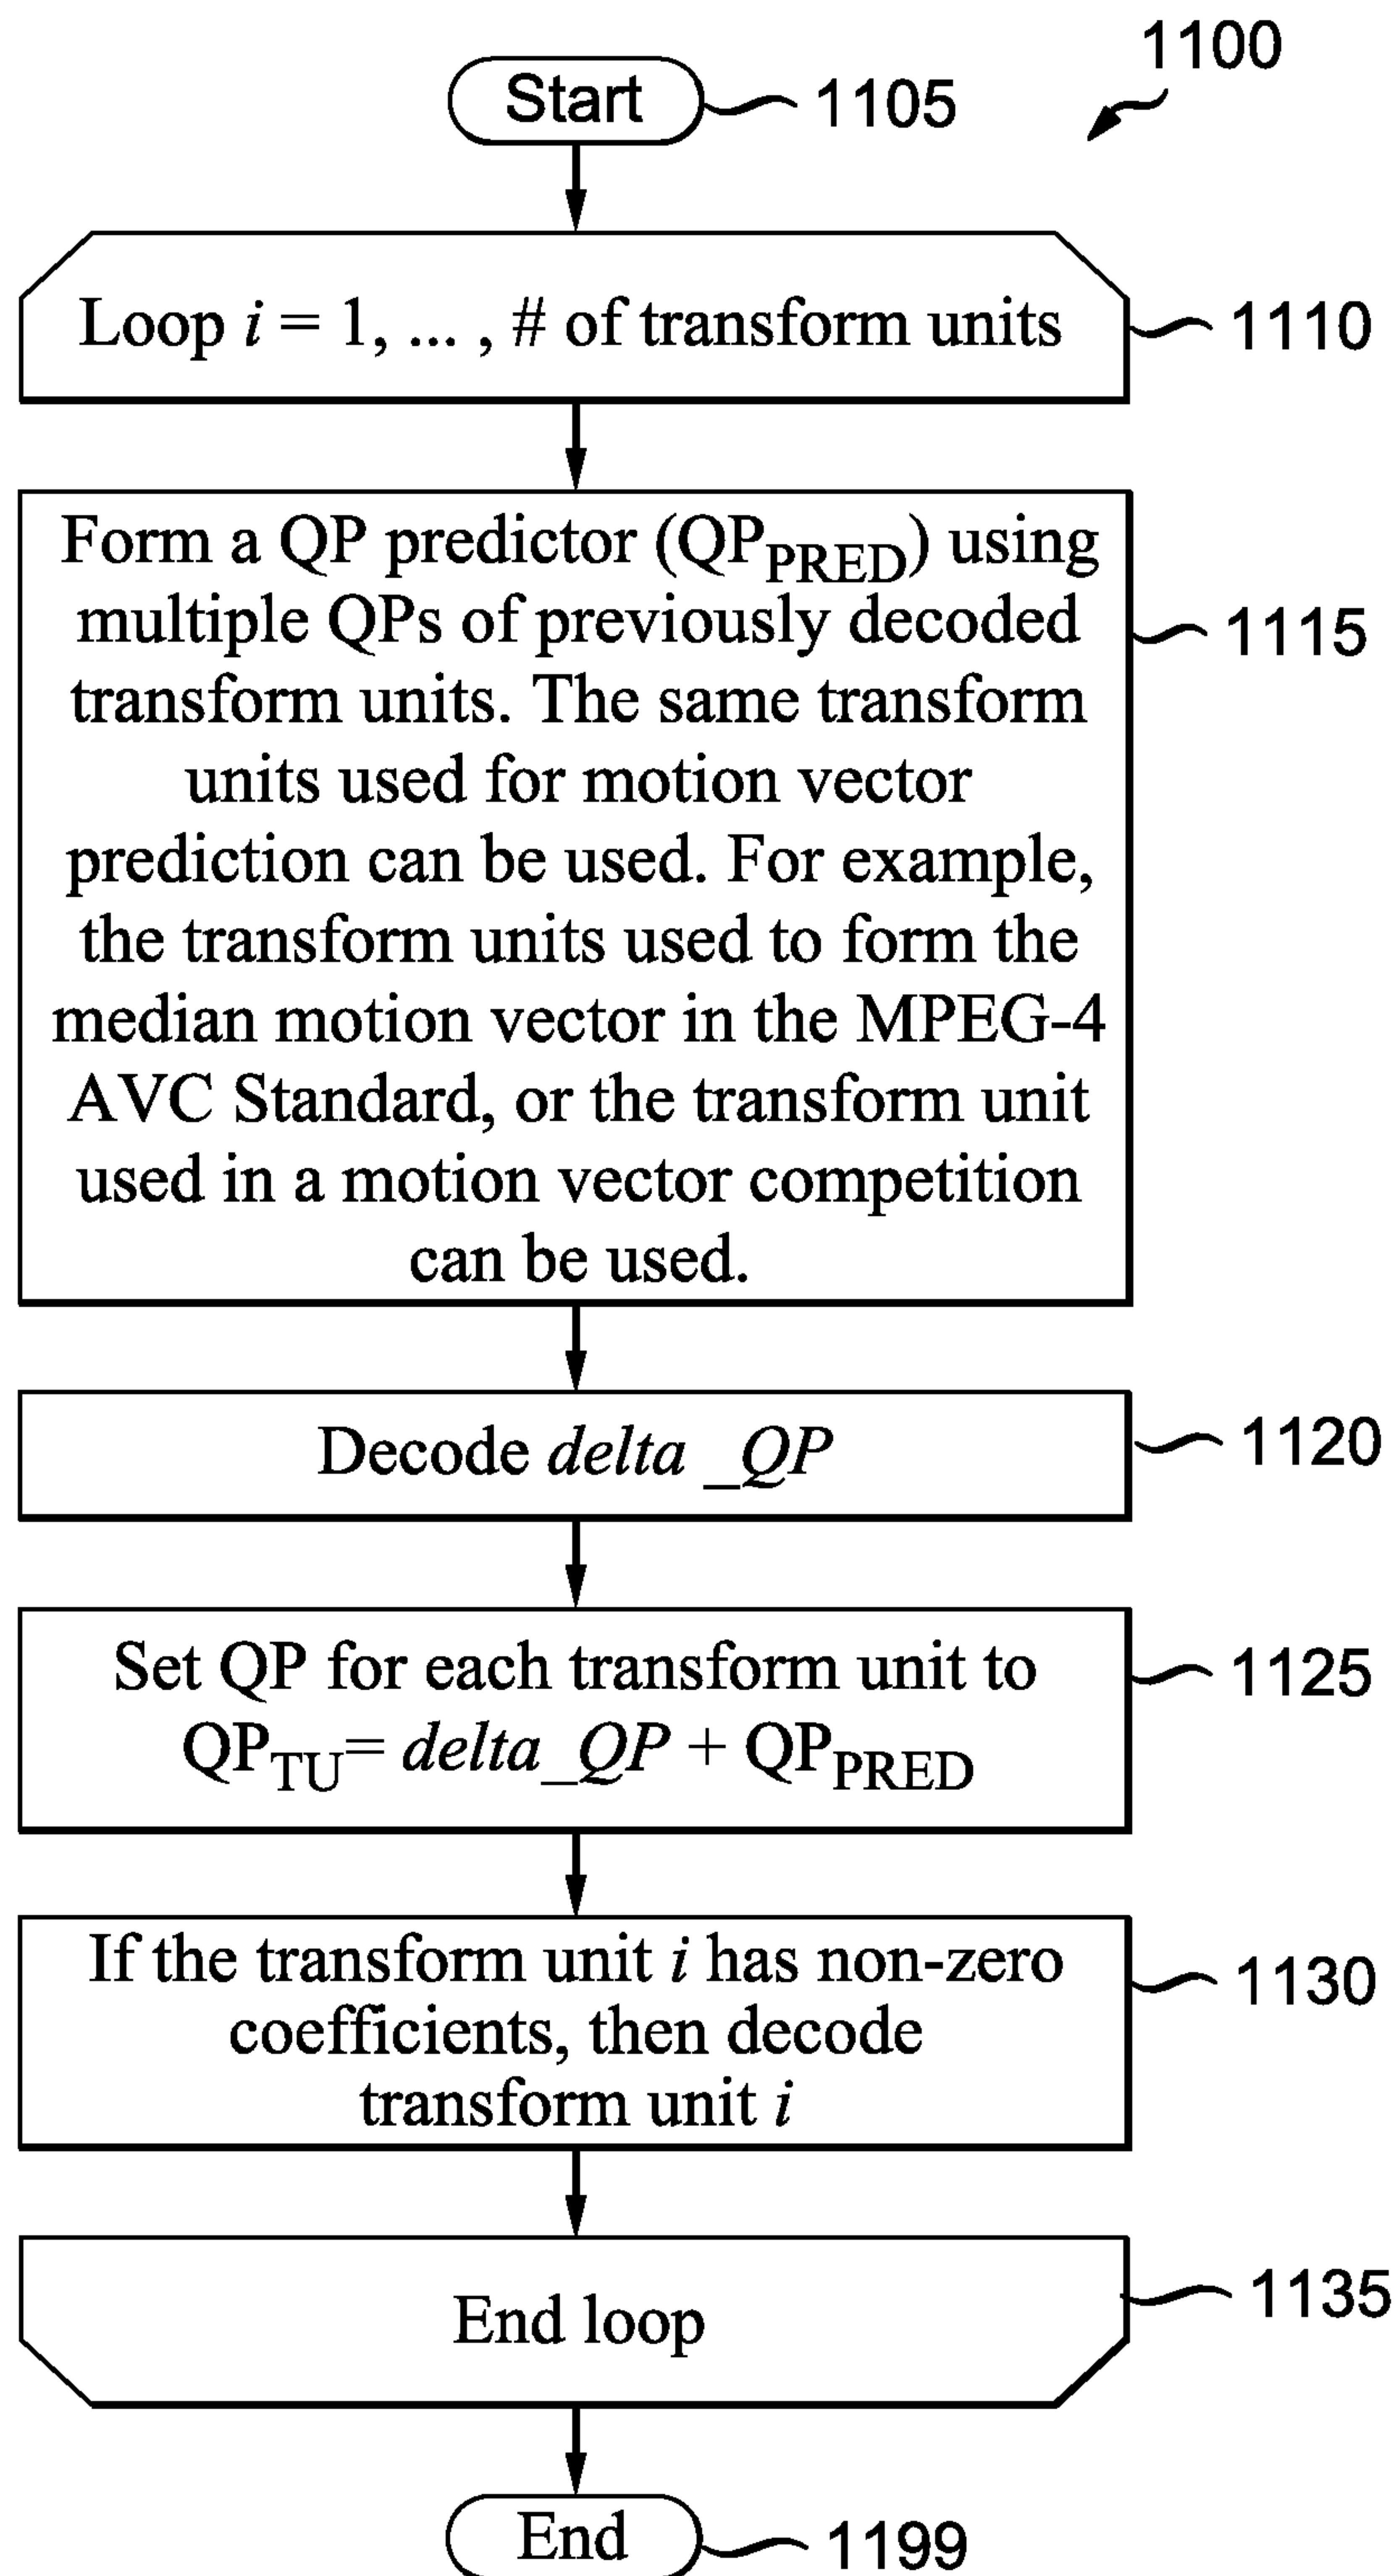 1100
Start
1105
Loop i = 1, ... , # of transform units
1110
Form a QP predictor (QPPRED) using
multiple QPs of previously decoded
transform units. The same transform
units used for motion vector
prediction can be used. For example,
the transform units used to form the
median motion vector in the MPEG-4
AVC Standard, or the transform unit
used in a motion vector competition
can be used.
1115
Decode delta _QP
1120
Set QP for each transform unit to
QPTU= delta_QP + QPPRED
1125
If the transform unit i has non-zero
coefficients, then decode
transform unit i
1130
End loop
1135
End
1199